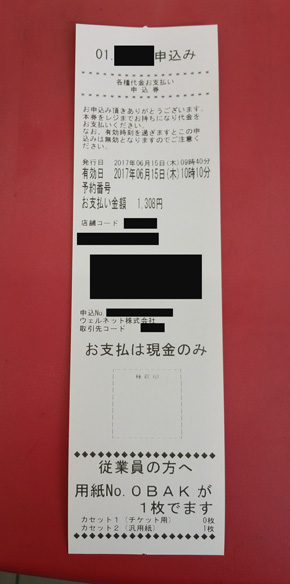 01.申込み
各種代金お支払い
申込券
お申込み頂きありがとうございます。
本券をレジまでお持ちになり代金を
お支払いください。
なお、有効時刻を過ぎますとこの申
込みは無効となりますのでご注意く
ださい。
発行日 2017年06月15日(木)09時40分
有効日 2017年06月15日(木)10時10分
予約番号
お支払い金額 1,308円
店舗コード
申込No
ウェルネット株式会社
取引先コード
お支払は現金のみ
◆◆◆◆◆◆◆◆◆◆◆◆◆◆◆◆◆
従業員の方へ
用紙No.0BAKが
1枚でます
カセット1(チケット用) 0枚
カセット2(汎用紙) 1枚
◆◆◆◆◆◆◆◆◆◆◆◆◆◆◆◆◆